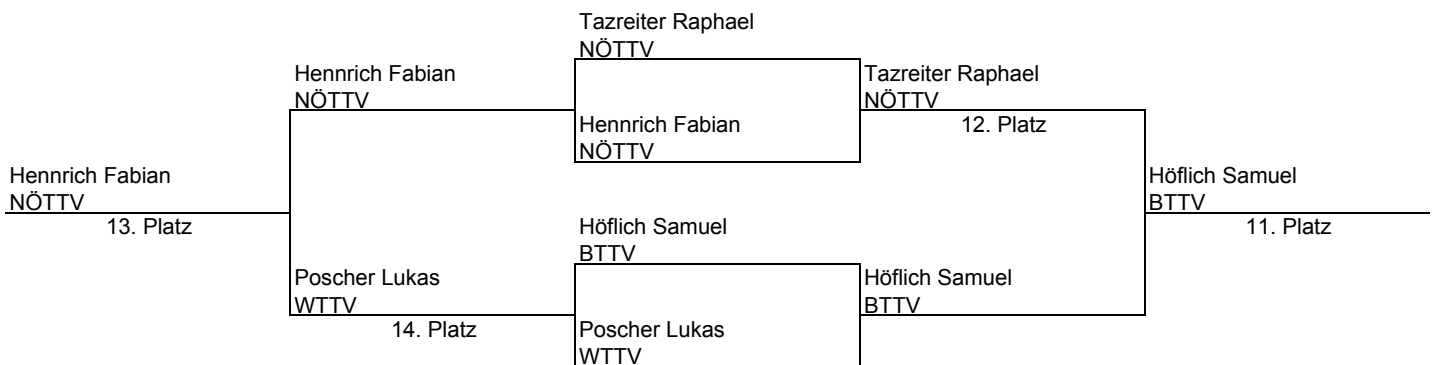 Tazreiter Raphael
NÖTTV
Hennrich Fabian
NÖTTV
Tazreiter Raphael
NÖTTV
12. Platz
Hennrich Fabian
NÖTTV
Hennrich Fabian
NÖTTV
13. Platz
Höflich Samuel
BTTV
11. Platz
Höflich Samuel
BTTV
Poscher Lukas
WTTV
14. Platz
Höflich Samuel
BTTV
Poscher Lukas
WTTV